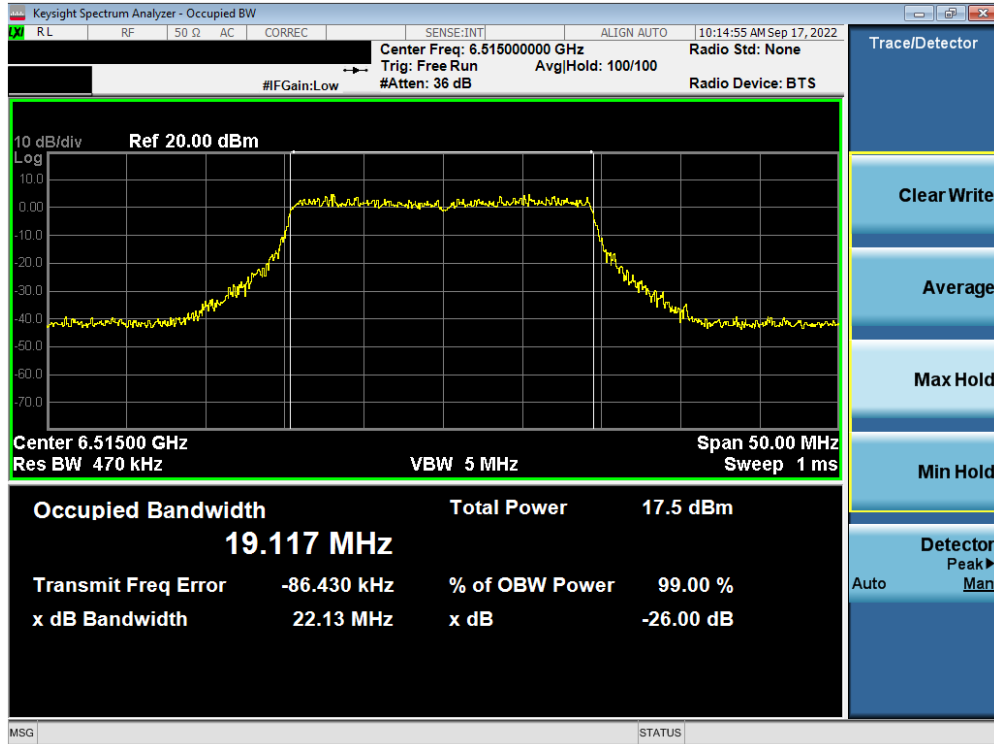 Keysight Spectrum Analyzer - Occupied BW
LXI RL RF 50 Ω AC CORREC SENSE:INT ALIGN AUTO 10:14:55 AM Sep 17, 2022
Center Freq: 6.515000000 GHz Radio Std: None
Trig: Free Run Avg|Hold: 100/100
#IFGain:Low #Atten: 36 dB Radio Device: BTS
Trace/Detector
10 dB/div Ref 20.00 dBm
Log
10.0
0.00
-10.0
-20.0
-30.0
-40.0
-50.0
-60.0
-70.0
Center 6.51500 GHz Span 50.00 MHz
Res BW 470 kHz VBW 5 MHz Sweep 1 ms
Occupied Bandwidth Total Power 17.5 dBm
19.117 MHz
Transmit Freq Error -86.430 kHz % of OBW Power 99.00 %
x dB Bandwidth 22.13 MHz x dB -26.00 dB
Clear Write
Average
Max Hold
Min Hold
Detector
Peak▶
Auto Man
MSG STATUS